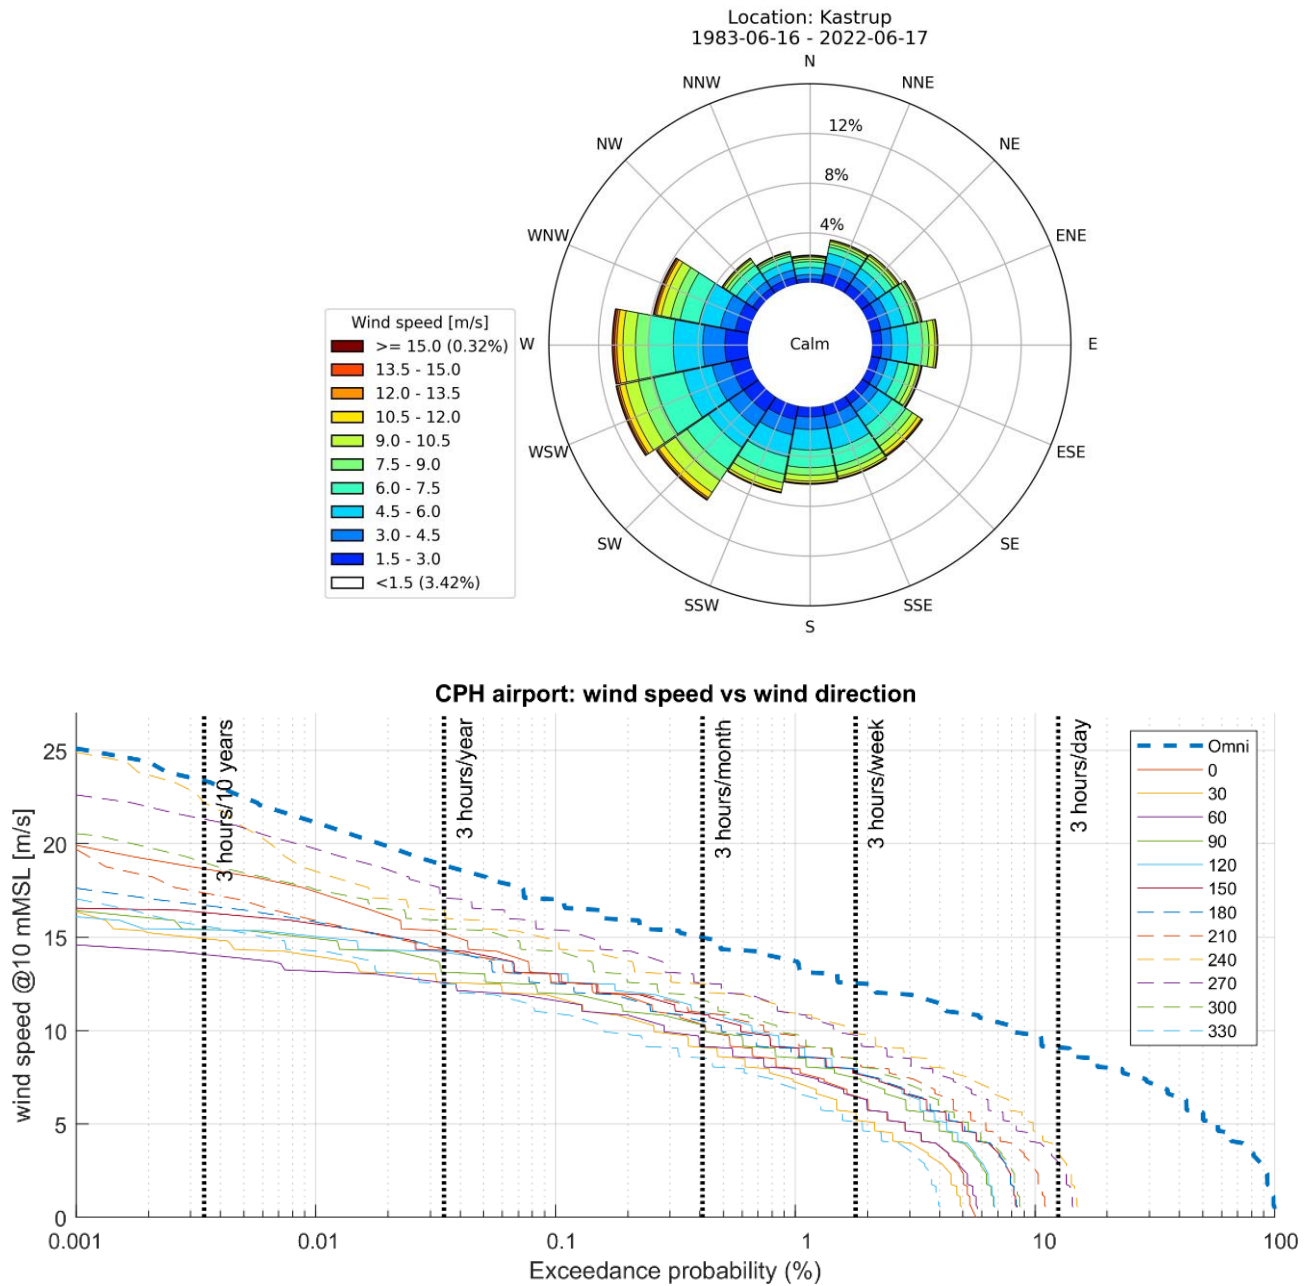 Location: Kastrup
1983-06-16 - 2022-06-17
N
NNW
NNE
12%
NW
NE
8%
4%
WNW
ENE
Wind speed [m/s]
>= 15.0 (0.32%)
13.5 - 15.0
12.0 - 13.5
10.5 - 12.0
9.0 - 10.5
7.5 - 9.0
6.0 - 7.5
4.5 - 6.0
3.0 - 4.5
1.5 - 3.0
<1.5 (3.42%)
W
Calm
E
WSW
ESE
SW
SE
SSW
SSE
S
CPH airport: wind speed vs wind direction
wind speed @10 mMSL [m/s]
25
20
15
10
5
0
3 hours/10 years
3 hours/year
3 hours/month
3 hours/week
3 hours/day
Omni
0
30
60
90
120
150
180
210
240
270
300
330
0.001
0.01
0.1
1
10
100
Exceedance probability (%)